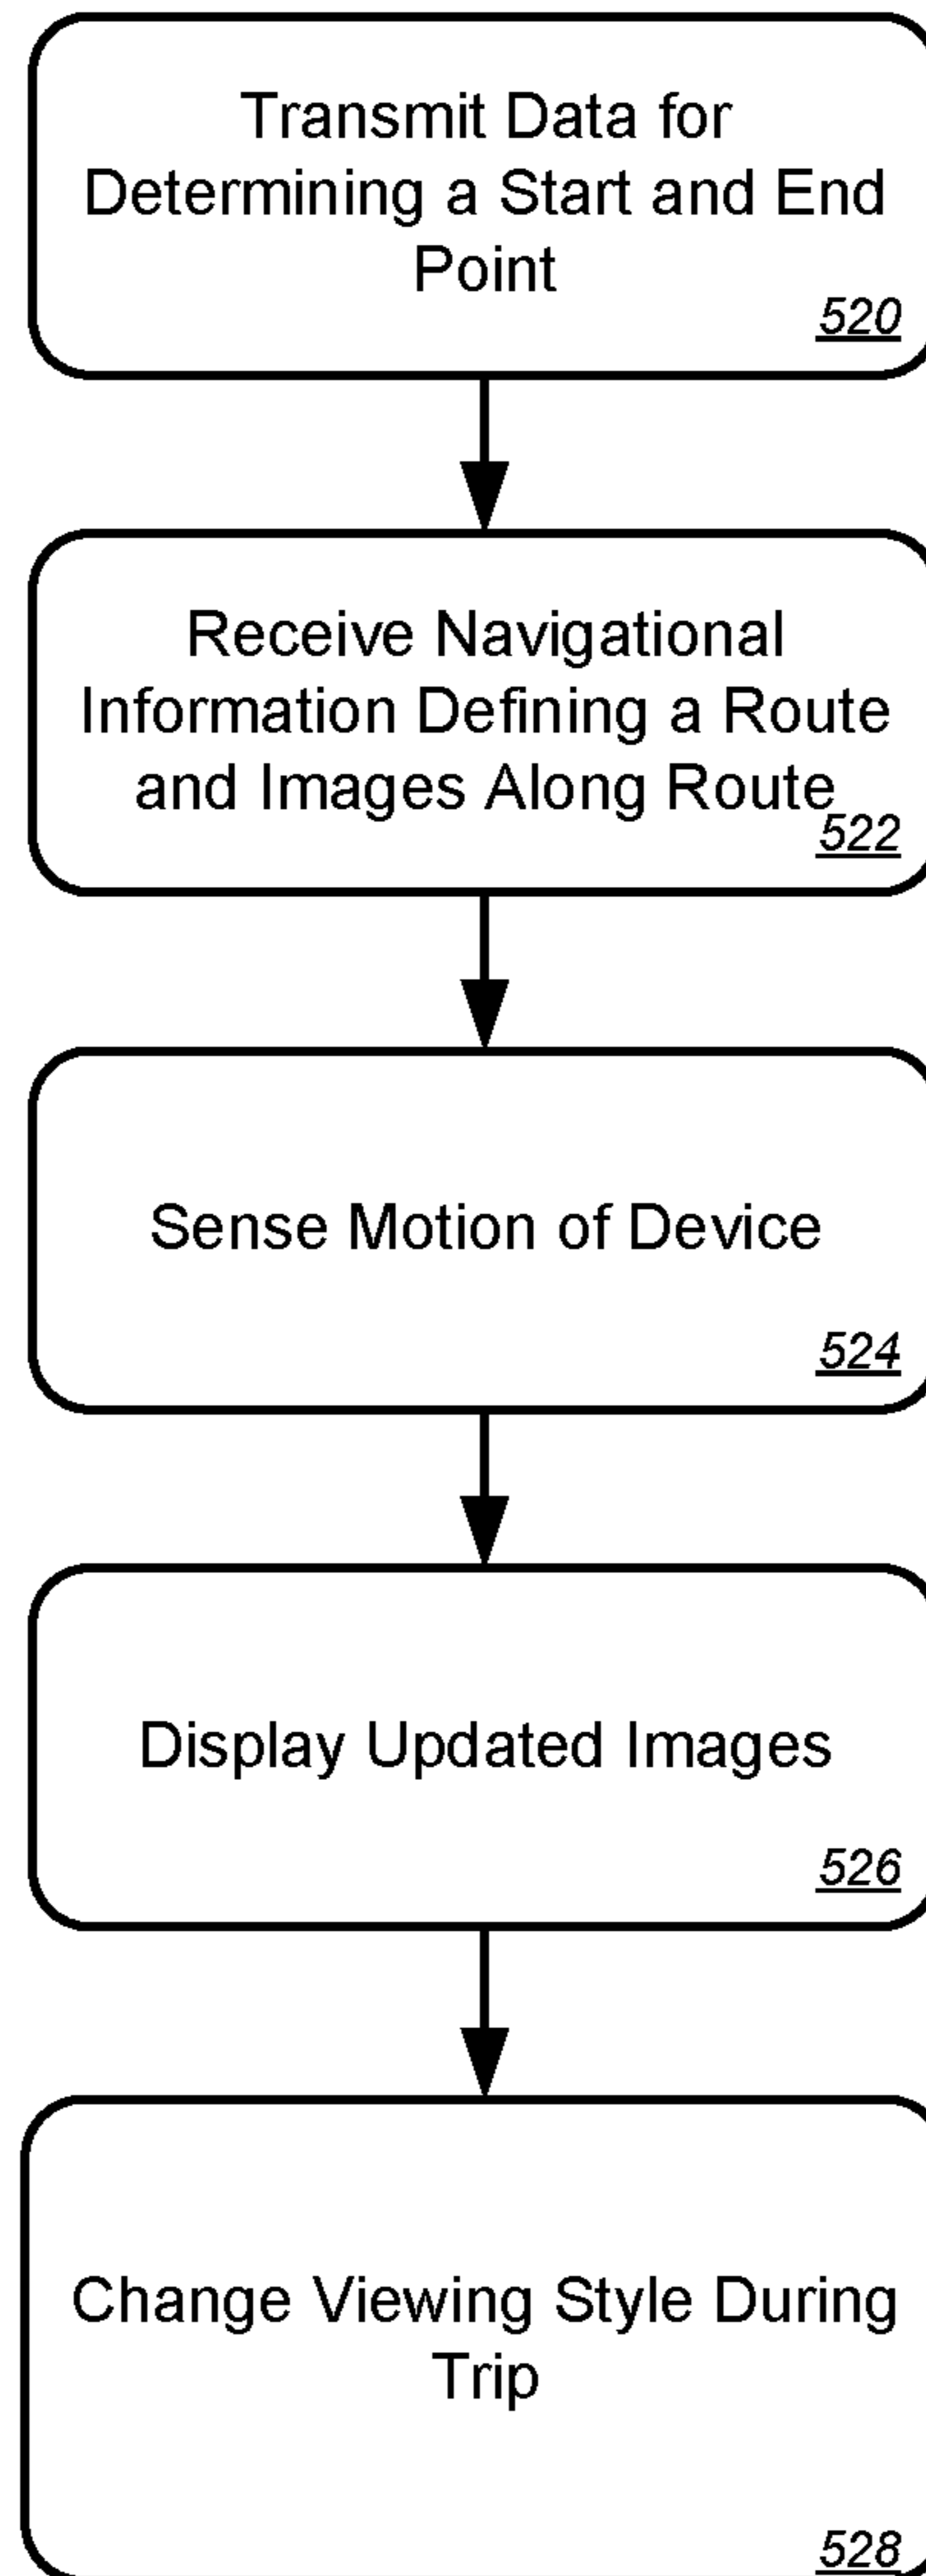 Transmit Data for
Determining a Start and End
Point
520
Receive Navigational
Information Defining a Route
and Images Along Route
522
Sense Motion of Device
524
Display Updated Images
526
Change Viewing Style During
Trip
528